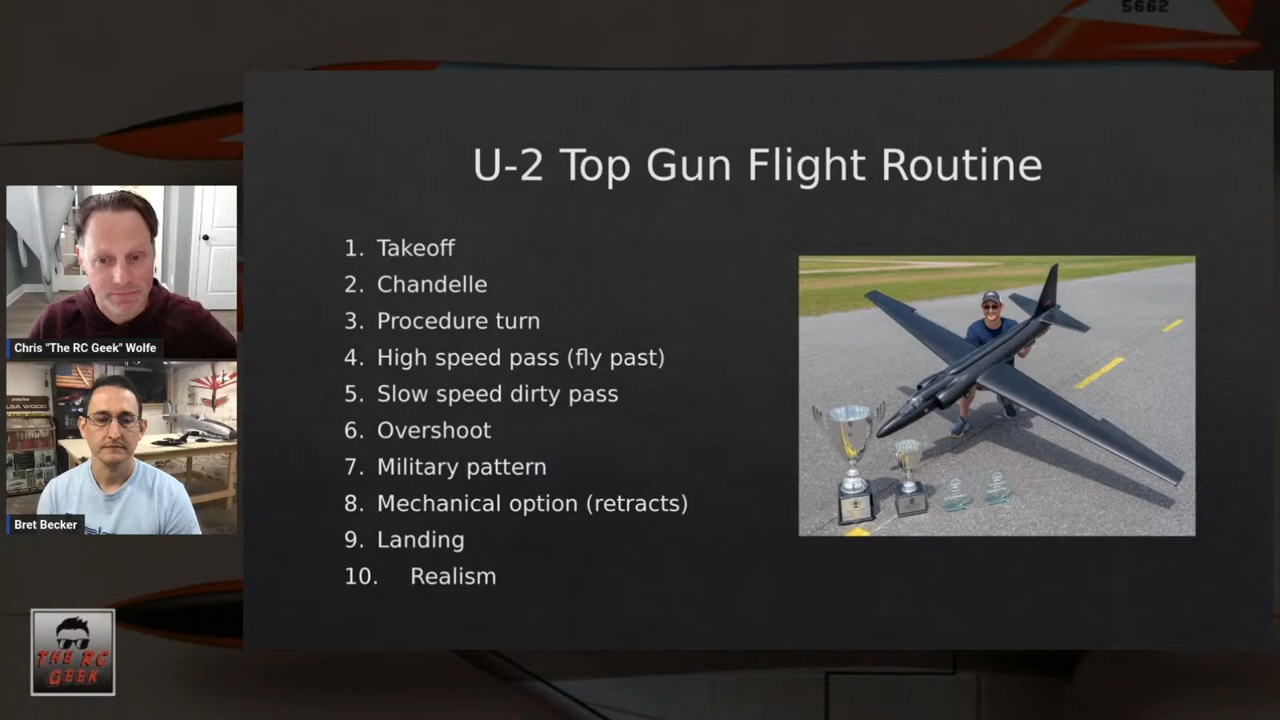 5662
U-2 Top Gun Flight Routine
1. Takeoff
2. Chandelle
3. Procedure turn
4. High speed pass (fly past)
5. Slow speed dirty pass
6. Overshoot
7. Military pattern
8. Mechanical option (retracts)
9. Landing
10. Realism
Chris "The RC Geek" Wolfe
BALSA WOOD
Bret Becker
THE RC
GEEK